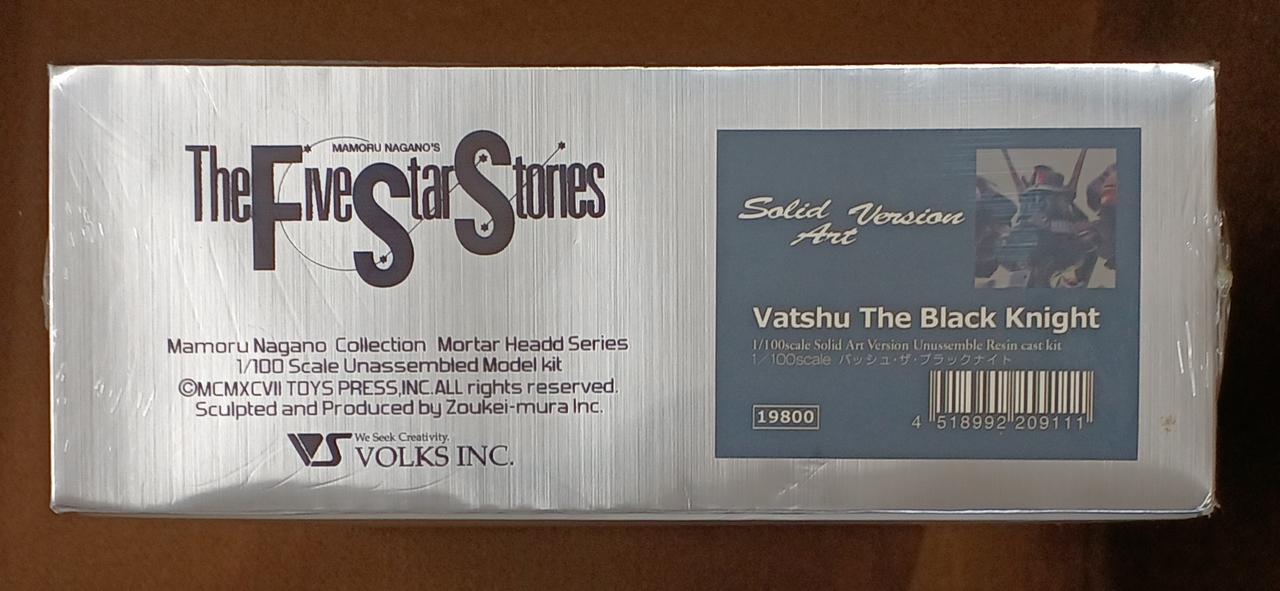 MAMORU NAGANO'S
The Five Star Stories
Mamoru Nagano Collection Mortar Headd Series
1/100 Scale Unassembled Model kit
©MCMXCVII TOYS PRESS,INC.ALL rights reserved.
Sculpted and Produced by Zoukei-mura Inc.
VS We Seek Creativity.
VOLKS INC.
Solid Art Version
Vatshu The Black Knight
1/100scale Solid Art Version Unussemble Resin cast kit
1/100scale バッシュ・ザ・ブラックナイト
19800
4 518992 209111